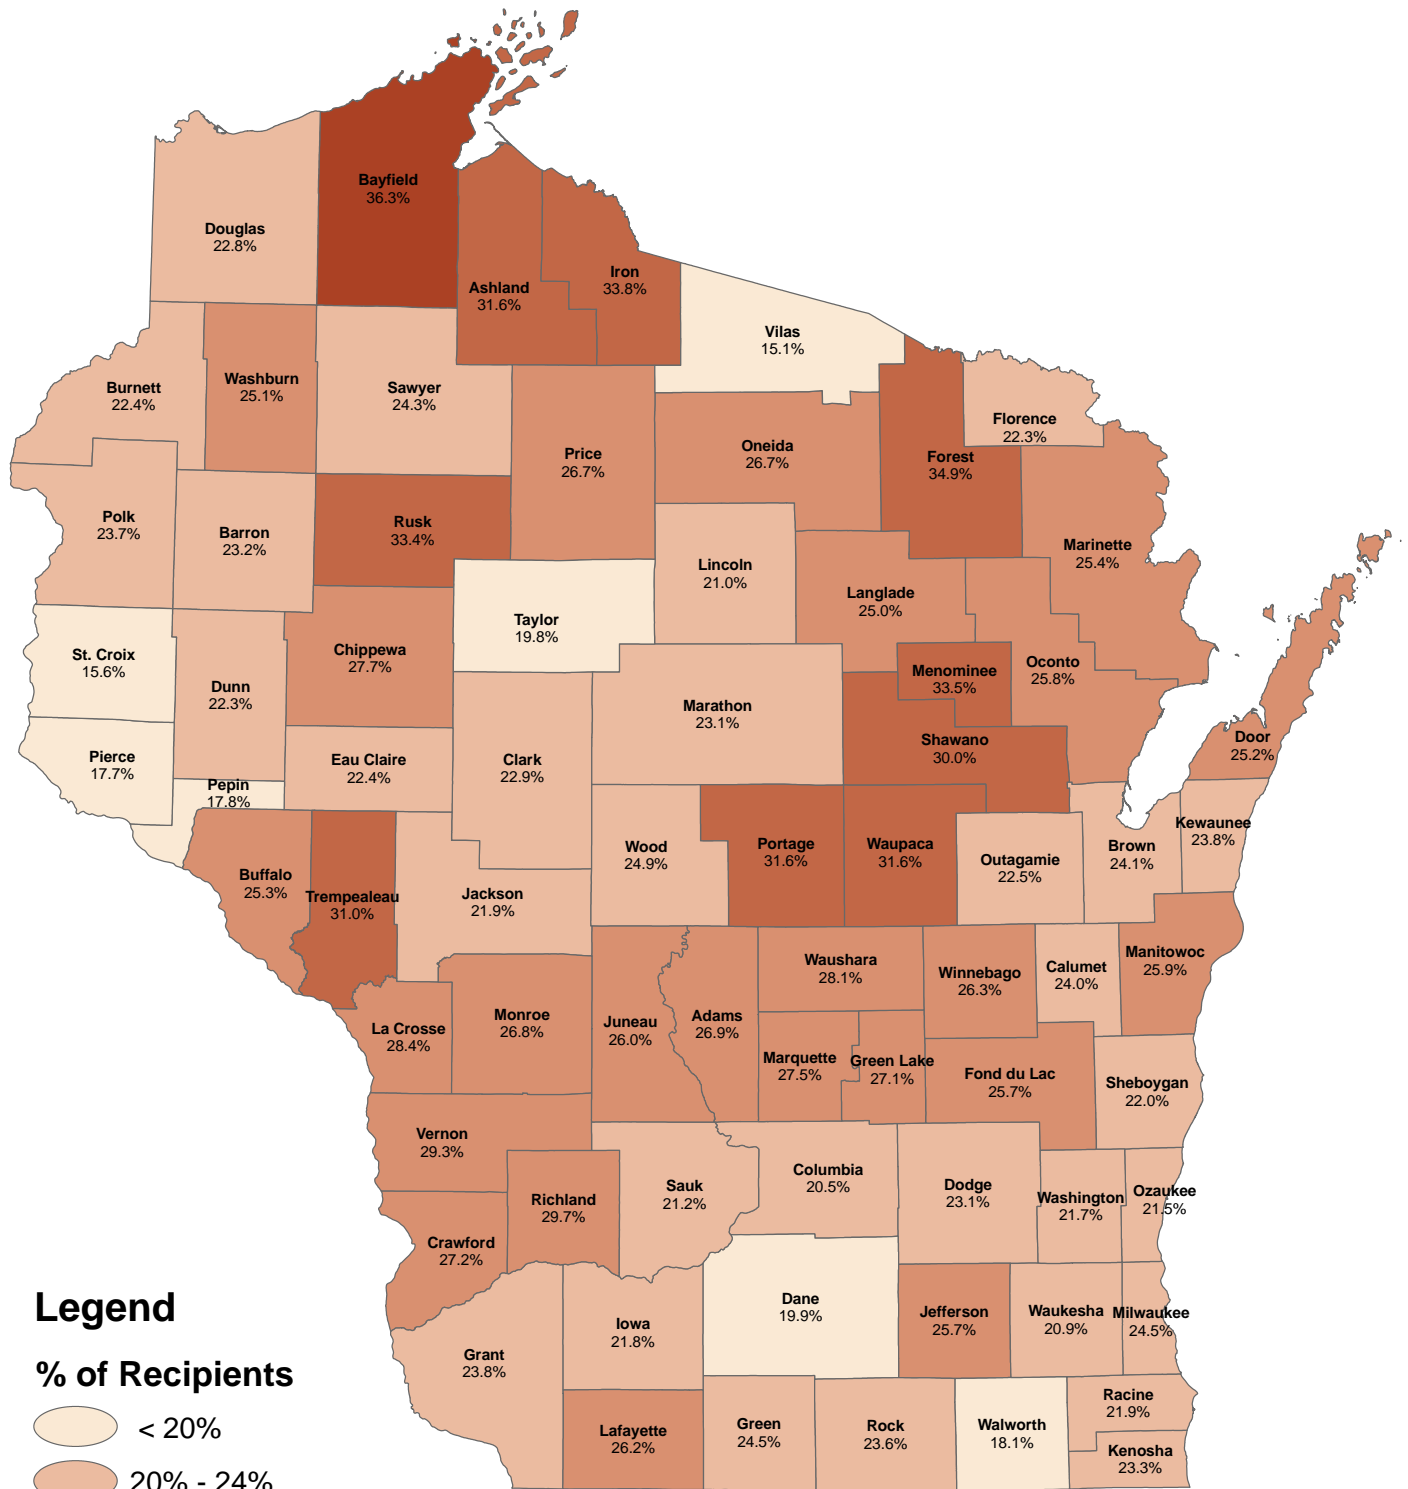 Bayfield
36.3%
Douglas
22.8%
Iron
33.8%
Ashland
31.6%
Vilas
15.1%
Burnett
22.4%
Washburn
25.1%
Sawyer
24.3%
Florence
22.3%
Price
26.7%
Oneida
26.7%
Forest
34.9%
Polk
23.7%
Barron
23.2%
Rusk
33.4%
Marinette
25.4%
Lincoln
21.0%
Langlade
25.0%
Taylor
19.8%
St. Croix
15.6%
Chippewa
27.7%
Menominee
33.5%
Oconto
25.8%
Dunn
22.3%
Marathon
23.1%
Shawano
30.0%
Door
25.2%
Pierce
17.7%
Eau Claire
22.4%
Clark
22.9%
Pepin
17.8%
Kewaunee
23.8%
Wood
24.9%
Portage
31.6%
Waupaca
31.6%
Outagamie
22.5%
Brown
24.1%
Buffalo
25.3%
Trempealeau
31.0%
Jackson
21.9%
Manitowoc
25.9%
Waushara
28.1%
Winnebago
26.3%
Calumet
24.0%
La Crosse
28.4%
Monroe
26.8%
Juneau
26.0%
Adams
26.9%
Marquette
27.5%
Green Lake
27.1%
Fond du Lac
25.7%
Sheboygan
22.0%
Vernon
29.3%
Richland
29.7%
Sauk
21.2%
Columbia
20.5%
Dodge
23.1%
Washington
21.7%
Ozaukee
21.5%
Crawford
27.2%
Dane
19.9%
Iowa
21.8%
Jefferson
25.7%
Waukesha
20.9%
Milwaukee
24.5%
Grant
23.8%
Lafayette
26.2%
Green
24.5%
Rock
23.6%
Walworth
18.1%
Racine
21.9%
Kenosha
23.3%
Legend
% of Recipients
< 20%
20% - 24%